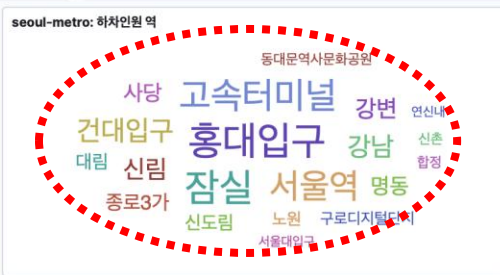 seoul-metro: 하차인원 역
동대문역사문화공원
사당 고속터미널 강변 연신내
건대입구 홍대입구 강남 신촌
대림 신림 합정
잠실 서울역 명동
종로3가
신도림 노원 구로디지털단지
서울대입구